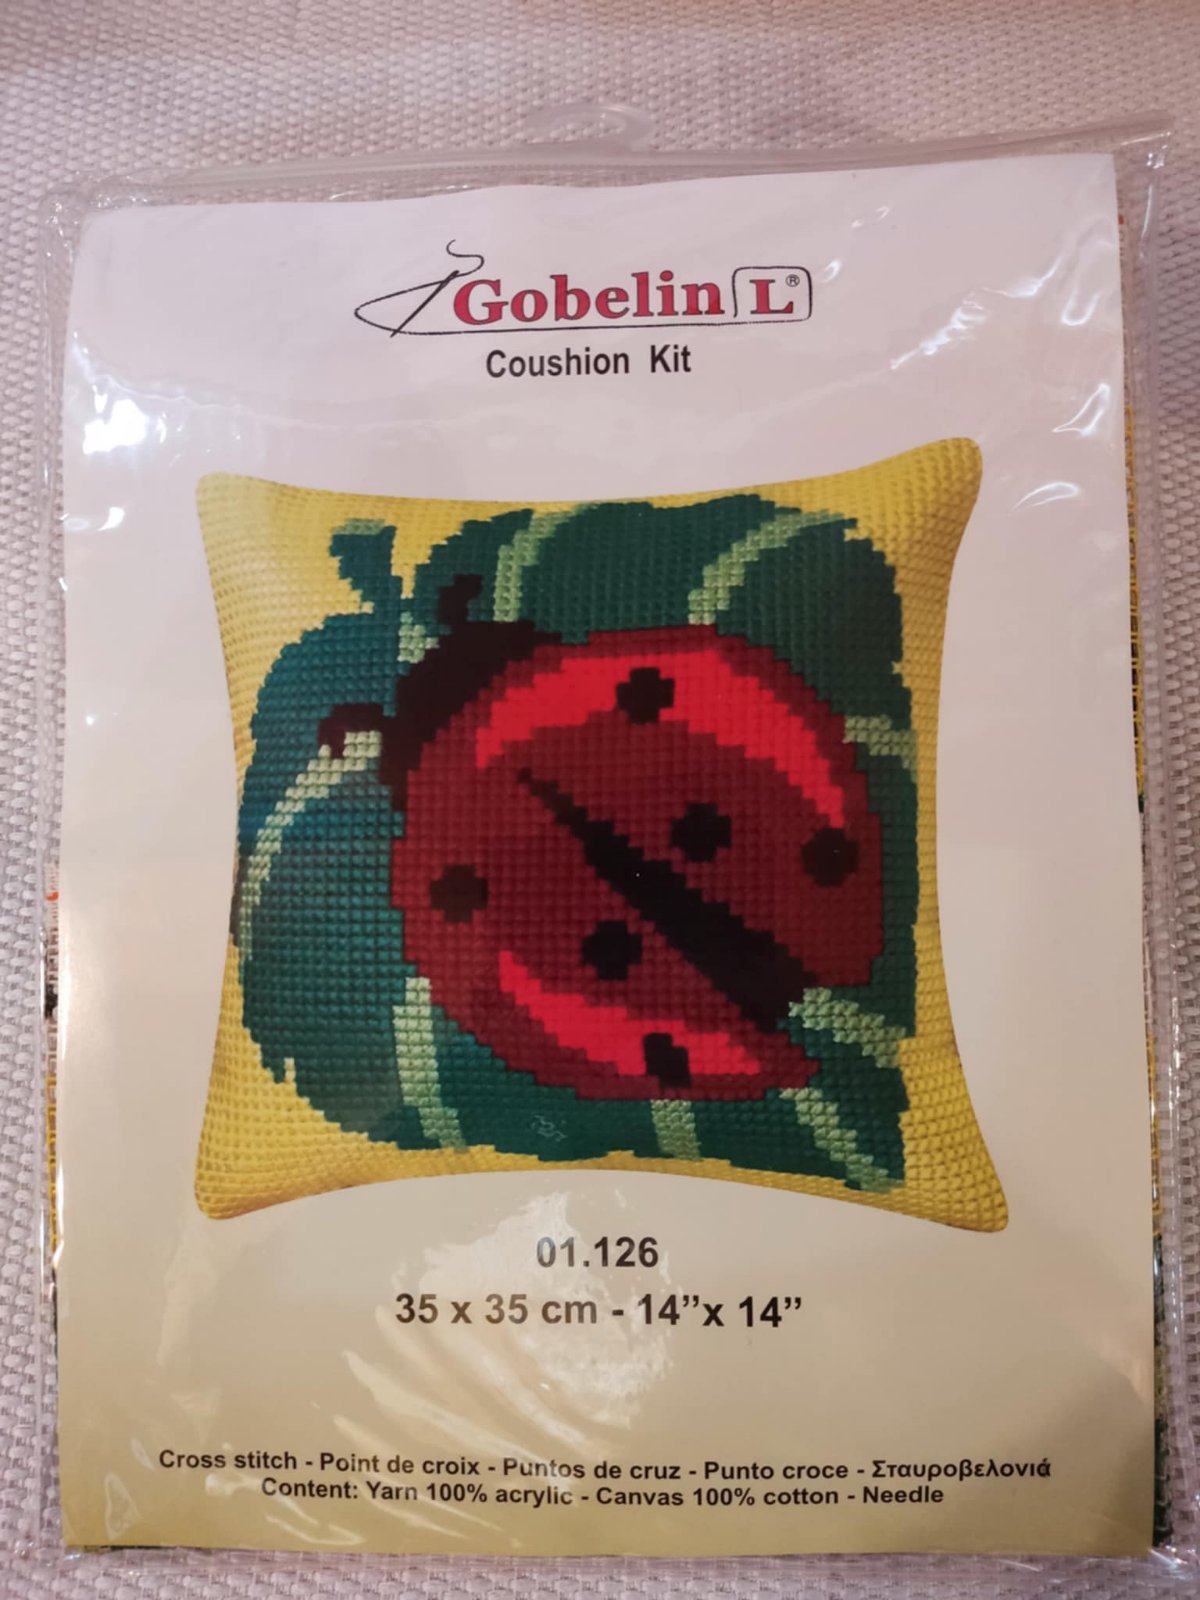 Gobelin L®
Coushion Kit
01.126
35 x 35 cm - 14”x 14”
Cross stitch - Point de croix - Puntos de cruz - Punto croce - Σταυροβελονιά
Content: Yarn 100% acrylic - Canvas 100% cotton - Needle